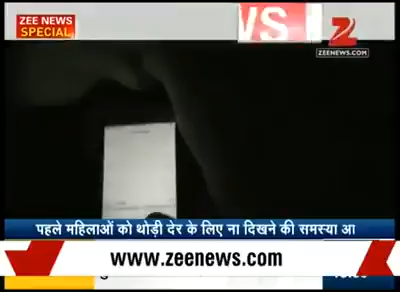 ZEE NEWS
SPECIAL
VS
ZEENEWS.COM
पहले महिलाओं को थोड़ी देर के लिए ना दिखने की समस्या आ
www.zeenews.com